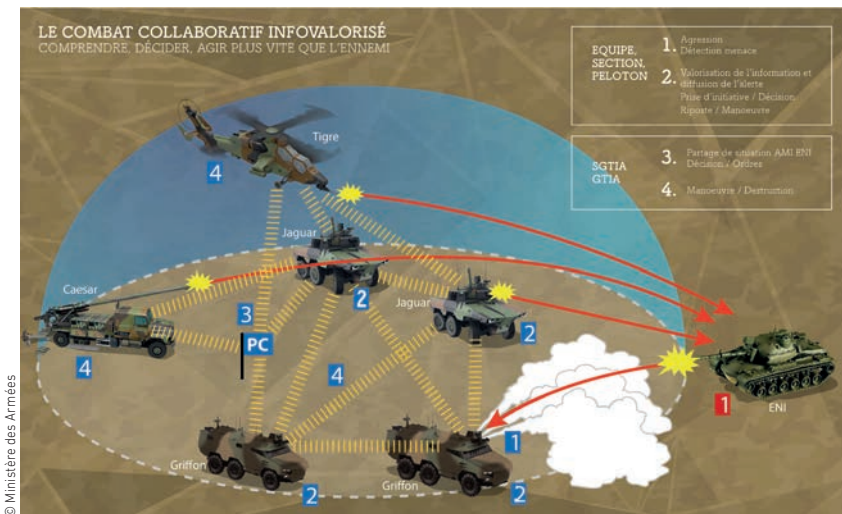 LE COMBAT COLLABORATIF INFOVALORISÉ
COMPRENDRE, DÉCIDER, AGIR PLUS VITE QUE L'ENNEMI
EQUIPE,
SECTION,
PELOTON
1. Agression
Détection menace
2. Valorisation de l'information et
diffusion de l'alerte
Prise d'initiative / Décision
Riposte / Manoeuvre
SGTIA
GTIA
3. Partage de situation AMI ENI
Décision / Ordres
4. Manoeuvre / Destruction
Tigre
4
Jaguar
2
Caesar
4
3
PC
Jaguar
2
4
1
ENI
1
Griffon
2
Griffon
2
© Ministère des Armées